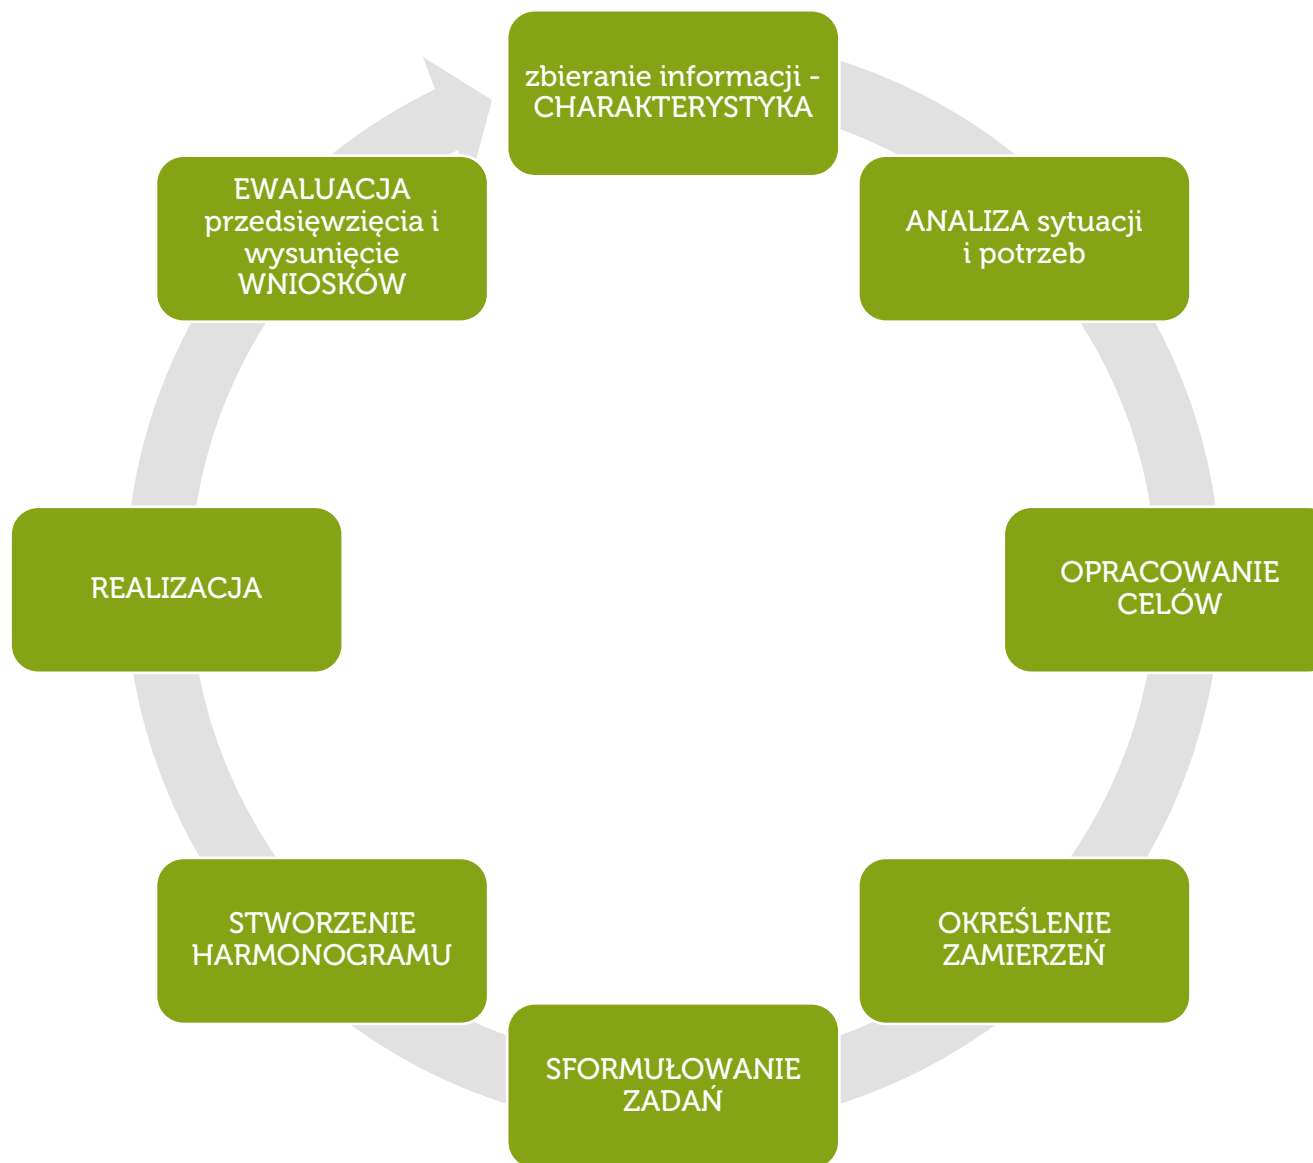 zbieranie informacji -
CHARAKTERYSTYKA
ANALIZA sytuacji
i potrzeb
OPRACOWANIE
CELÓW
OKREŚLENIE
ZAMIERZEŃ
SFORMUŁOWANIE
ZADAŃ
STWORZENIE
HARMONOGRAMU
REALIZACJA
EWALUACJA
przedsięwzięcia i
wysunięcie
WNIOSKÓW